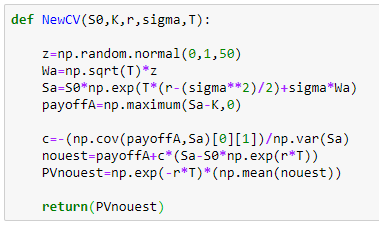 def NewCV(S0,K,r,sigma,T):
z=np.random.normal(0,1,50)
Wa=np.sqrt(T)*z
Sa=S0*np.exp(T*(r-(sigma**2)/2)+sigma*Wa)
payoffA=np.maximum(Sa-K,0)
c=-(np.cov(payoffA,Sa)[0][1])/np.var(Sa)
nouest=payoffA+c*(Sa-S0*np.exp(r*T))
PVnouest=np.exp(-r*T)*(np.mean(nouest))
return(PVnouest)